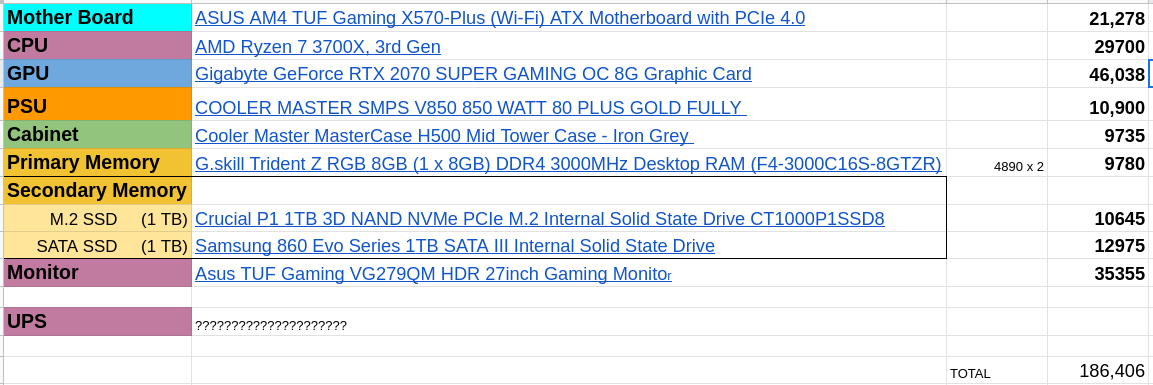 Mother Board ASUS AM4 TUF Gaming X570-Plus (Wi-Fi) ATX Motherboard with PCIe 4.0 21,278
CPU AMD Ryzen 7 3700X, 3rd Gen 29700
GPU Gigabyte GeForce RTX 2070 SUPER GAMING OC 8G Graphic Card 46,038
PSU COOLER MASTER SMPS V850 850 WATT 80 PLUS GOLD FULLY 10,900
Cabinet Cooler Master MasterCase H500 Mid Tower Case - Iron Grey 9735
Primary Memory G.skill Trident Z RGB 8GB (1 x 8GB) DDR4 3000MHz Desktop RAM (F4-3000C16S-8GTZR) 4890 x 2 9780
Secondary Memory
M.2 SSD (1 TB) Crucial P1 1TB 3D NAND NVMe PCIe M.2 Internal Solid State Drive CT1000P1SSD8 10645
SATA SSD (1 TB) Samsung 860 Evo Series 1TB SATA III Internal Solid State Drive 12975
Monitor Asus TUF Gaming VG279QM HDR 27inch Gaming Monitor 35355
UPS ?????????????????????
TOTAL 186,406